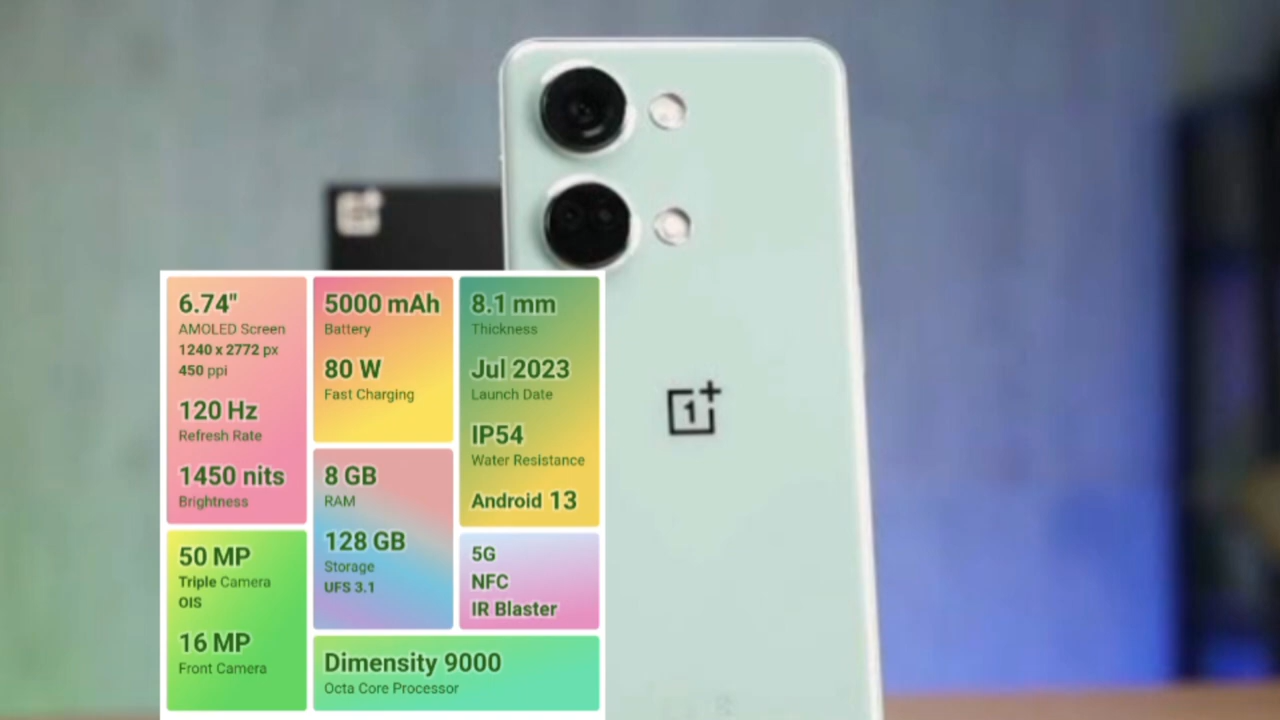 6.74"
AMOLED Screen
1240 x 2772 px
450 ppi
120 Hz
Refresh Rate
1450 nits
Brightness
50 MP
Triple Camera
OIS
16 MP
Front Camera
5000 mAh
Battery
80 W
Fast Charging
8 GB
RAM
128 GB
Storage
UFS 3.1
8.1 mm
Thickness
Jul 2023
Launch Date
IP54
Water Resistance
Android 13
5G
NFC
IR Blaster
Dimensity 9000
Octa Core Processor
1+